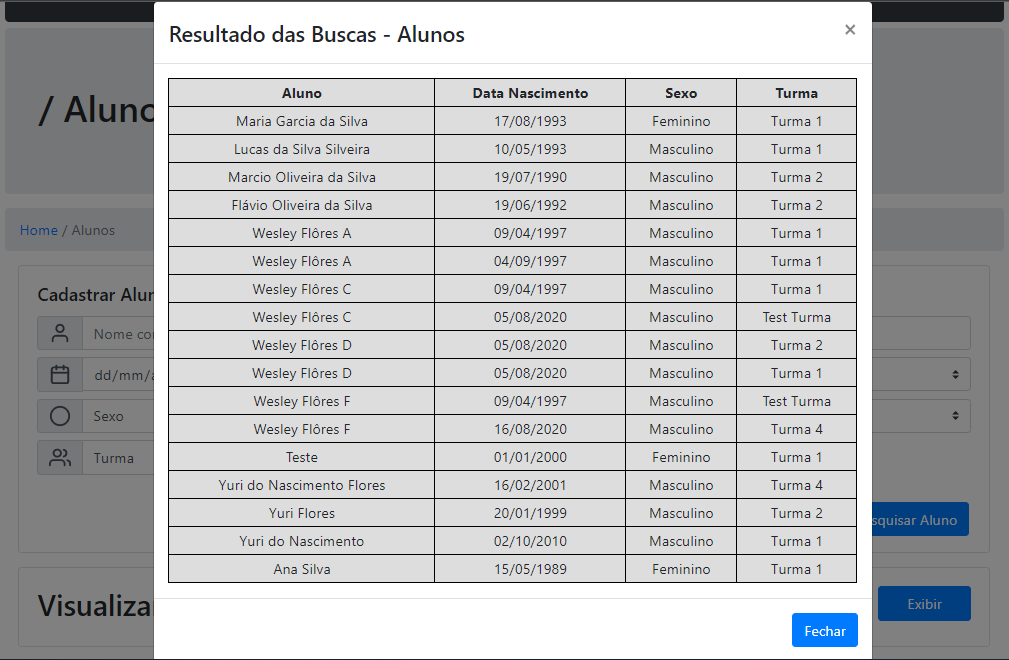 Resultado das Buscas - Alunos ×
Aluno Data Nascimento Sexo Turma
Maria Garcia da Silva 17/08/1993 Feminino Turma 1
Lucas da Silva Silveira 10/05/1993 Masculino Turma 1
Marcio Oliveira da Silva 19/07/1990 Masculino Turma 2
Flávio Oliveira da Silva 19/06/1992 Masculino Turma 2
Wesley Flôres A 09/04/1997 Masculino Turma 1
Wesley Flôres A 04/09/1997 Masculino Turma 1
Wesley Flôres C 09/04/1997 Masculino Turma 1
Wesley Flôres C 05/08/2020 Masculino Test Turma
Wesley Flôres D 05/08/2020 Masculino Turma 2
Wesley Flôres D 05/08/2020 Masculino Turma 1
Wesley Flôres F 09/04/1997 Masculino Test Turma
Wesley Flôres F 16/08/2020 Masculino Turma 4
Teste 01/01/2000 Feminino Turma 1
Yuri do Nascimento Flores 16/02/2001 Masculino Turma 4
Yuri Flores 20/01/1999 Masculino Turma 2
Yuri do Nascimento 02/10/2010 Masculino Turma 1
Ana Silva 15/05/1989 Feminino Turma 1
Fechar
/ Aluno
Home / Alunos
Cadastrar Alun
Nome co
dd/mm/a
Sexo
Turma
squisar Aluno
Visualiza
Exibir